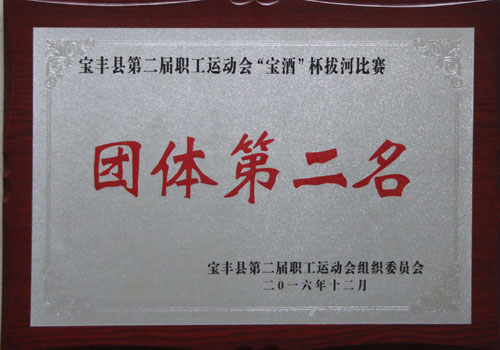 宝丰县第二届职工运动会“宝酒”杯拔河比赛
团体第二名
宝丰县第二届职工运动会组织委员会
二〇一六年十二月